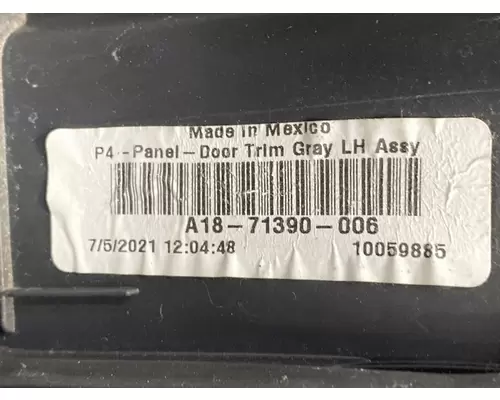 Made in Mexico
P4--Panel-Door Trim Gray LH Assy
A18-71390-006
7/5/2021 12:04:48 10059885